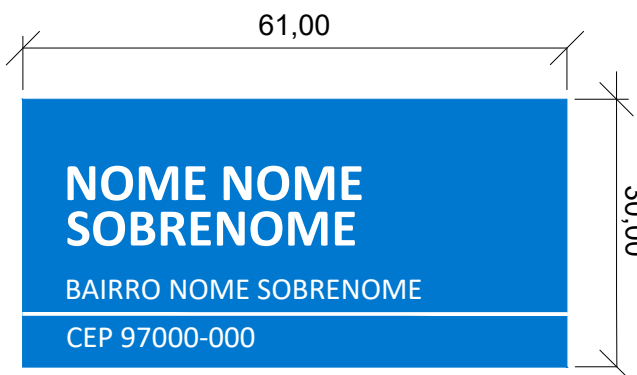 61,00
NOME NOME
SOBRENOME
BAIRRO NOME SOBRENOME
CEP 97000-000
30,00